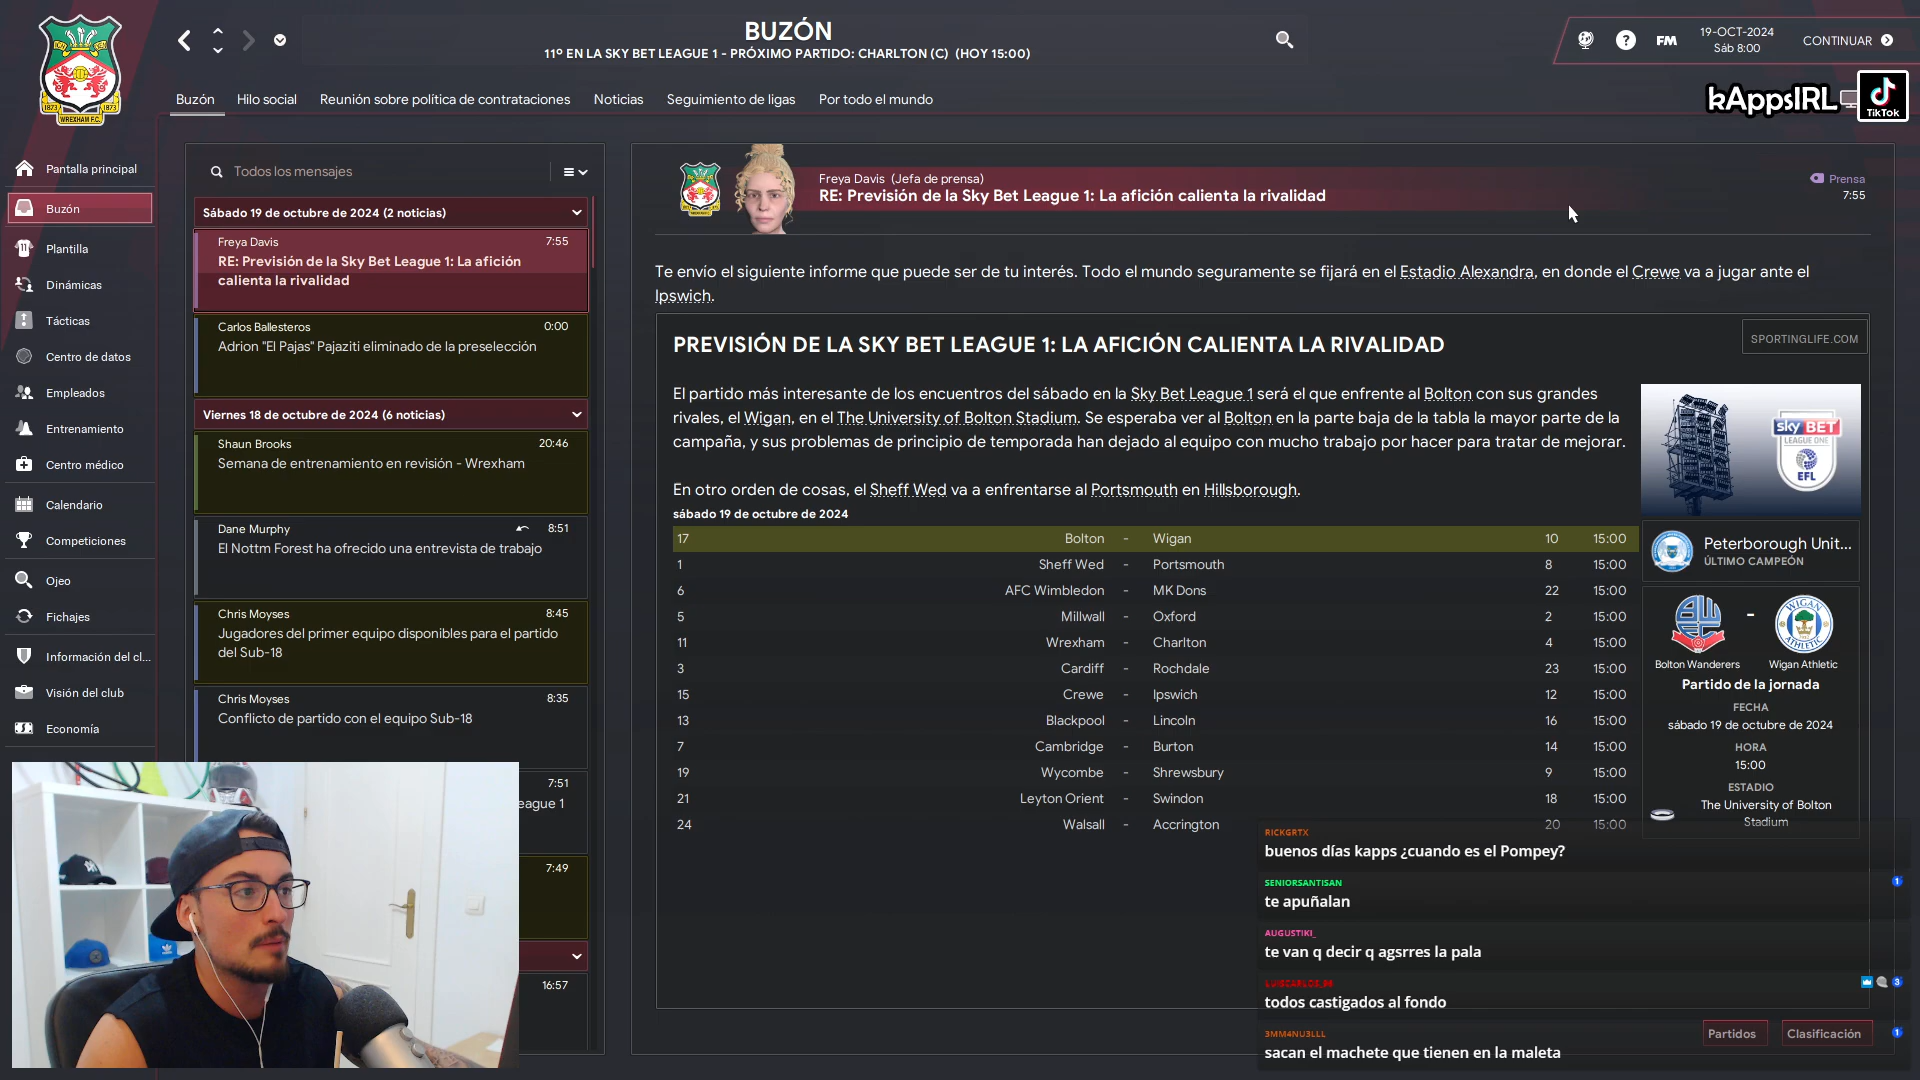 BUZÓN
11º EN LA SKY BET LEAGUE 1 - PRÓXIMO PARTIDO: CHARLTON (C) (HOY 15:00)
FM
19-OCT-2024
Sáb 8:00
CONTINUAR
kAppsIRL
TikTok
1873
1873
WREXHAM F.C.
Buzón
Hilo social
Reunión sobre política de contrataciones
Noticias
Seguimiento de ligas
Por todo el mundo
Pantalla principal
Buzón
Plantilla
Dinámicas
Tácticas
Centro de datos
Empleados
Entrenamiento
Centro médico
Calendario
Competiciones
Ojeo
Fichajes
Información del cl...
Visión del club
Economía
Todos los mensajes
Sábado 19 de octubre de 2024 (2 noticias)
Freya Davis 7:55
RE: Previsión de la Sky Bet League 1: La afición
calienta la rivalidad
Carlos Ballesteros 0:00
Adrion "El Pajas" Pajaziti eliminado de la preselección
Viernes 18 de octubre de 2024 (6 noticias)
Shaun Brooks 20:46
Semana de entrenamiento en revisión - Wrexham
Dane Murphy 8:51
El Nottm Forest ha ofrecido una entrevista de trabajo
Chris Moyses 8:45
Jugadores del primer equipo disponibles para el partido
del Sub-18
Chris Moyses 8:35
Conflicto de partido con el equipo Sub-18
7:51
eague 1
7:49
16:57
Freya Davis (Jefa de prensa)
RE: Previsión de la Sky Bet League 1: La afición calienta la rivalidad
Prensa
7:55
Te envío el siguiente informe que puede ser de tu interés. Todo el mundo seguramente se fijará en el Estadio Alexandra, en donde el Crewe va a jugar ante el
Ipswich.
PREVISIÓN DE LA SKY BET LEAGUE 1: LA AFICIÓN CALIENTA LA RIVALIDAD
SPORTINGLIFE.COM
El partido más interesante de los encuentros del sábado en la Sky Bet League 1 será el que enfrente al Bolton con sus grandes
rivales, el Wigan, en el The University of Bolton Stadium. Se esperaba ver al Bolton en la parte baja de la tabla la mayor parte de la
campaña, y sus problemas de principio de temporada han dejado al equipo con mucho trabajo por hacer para tratar de mejorar.
En otro orden de cosas, el Sheff Wed va a enfrentarse al Portsmouth en Hillsborough.
sábado 19 de octubre de 2024
17 Bolton - Wigan 10 15:00
1 Sheff Wed - Portsmouth 8 15:00
6 AFC Wimbledon - MK Dons 22 15:00
5 Millwall - Oxford 2 15:00
11 Wrexham - Charlton 4 15:00
3 Cardiff - Rochdale 23 15:00
15 Crewe - Ipswich 12 15:00
13 Blackpool - Lincoln 16 15:00
7 Cambridge - Burton 14 15:00
19 Wycombe - Shrewsbury 9 15:00
21 Leyton Orient - Swindon 18 15:00
24 Walsall - Accrington 20 15:00
sky BET
LEAGUE ONE
EFL
Peterborough Unit...
ÚLTIMO CAMPEÓN
WIGAN
ATHLETIC
-
Bolton Wanderers
Wigan Athletic
Partido de la jornada
FECHA
sábado 19 de octubre de 2024
HORA
15:00
ESTADIO
The University of Bolton
Stadium
RICKGRTX
buenos días kapps ¿cuando es el Pompey?
SENIORSANTISAN 1
te apuñalan
AUGUSTIKI_
te van q decir q agsrres la pala
3
todos castigados al fondo
3MM4NU3LLL 1
sacan el machete que tienen en la maleta
Partidos
Clasificación